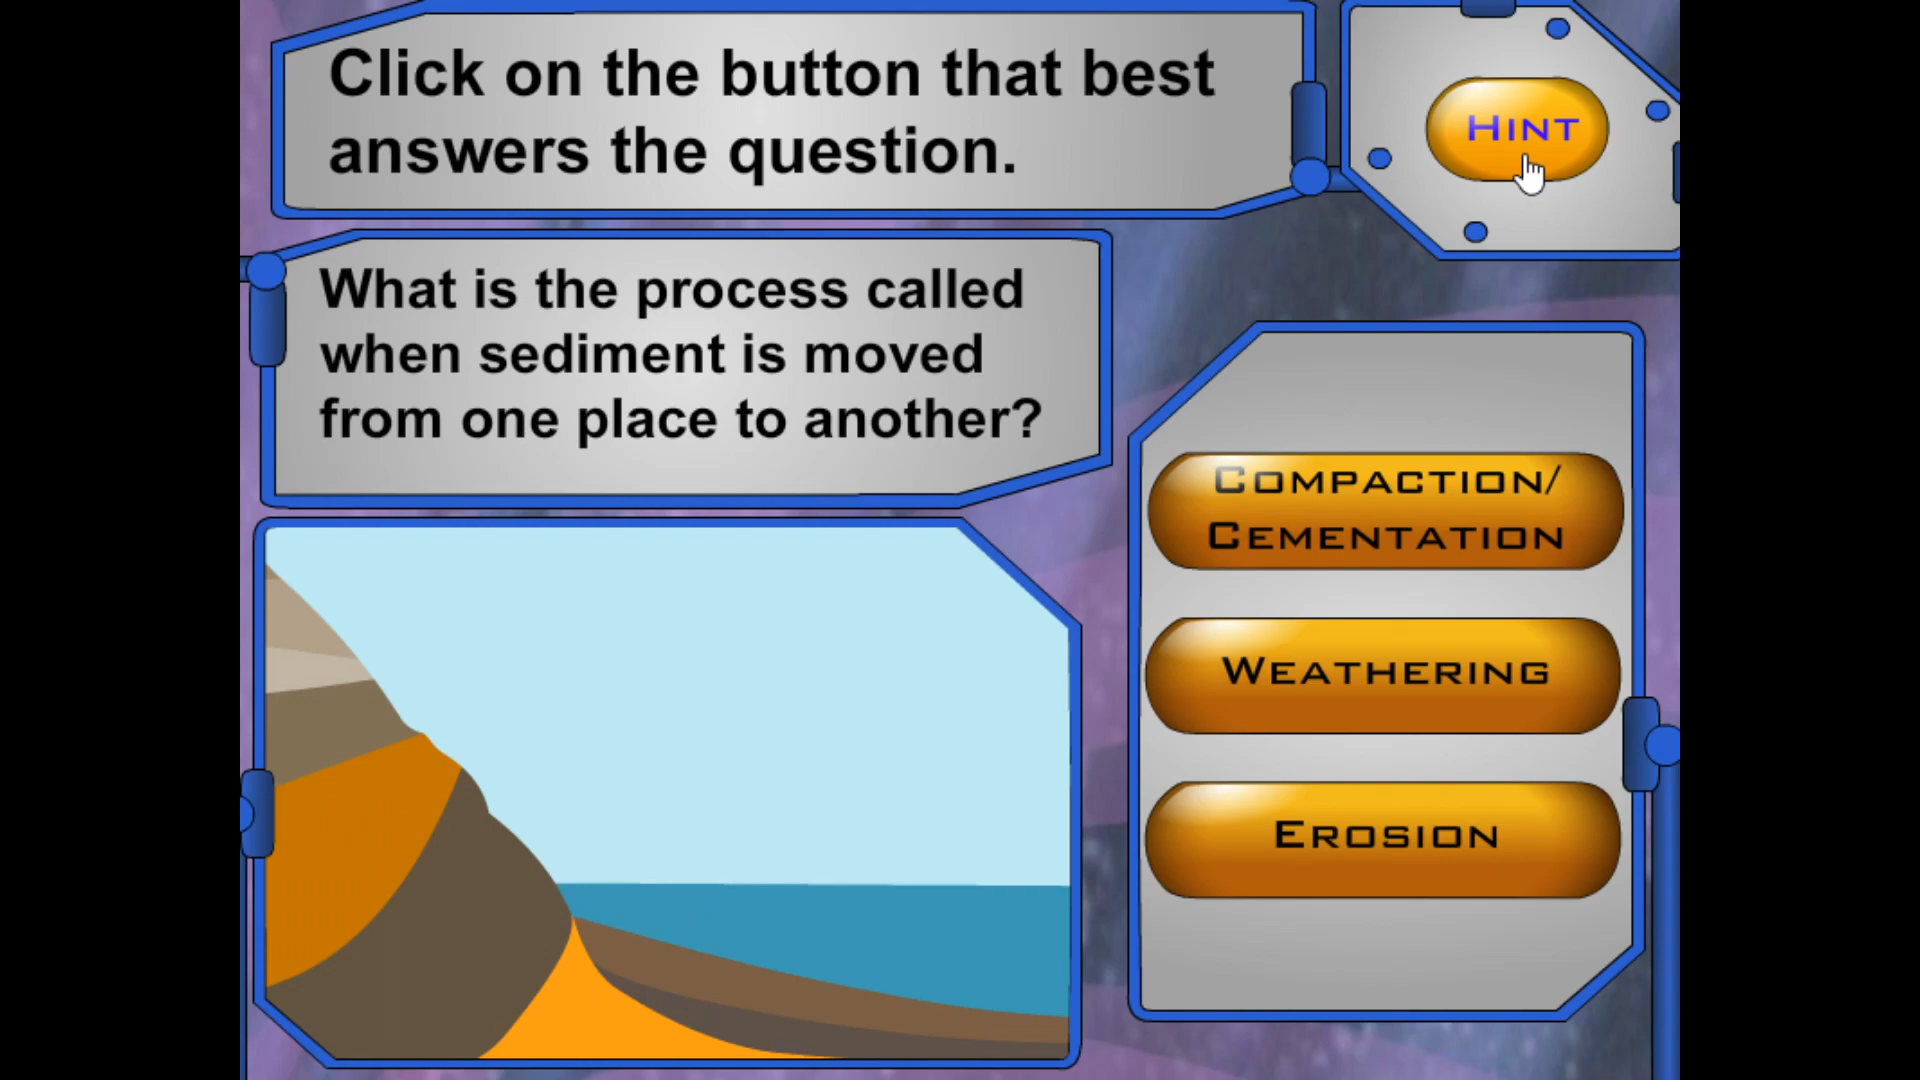 Click on the button that best
answers the question.
HINT
What is the process called
when sediment is moved
from one place to another?
COMPACTION/
CEMENTATION
WEATHERING
EROSION